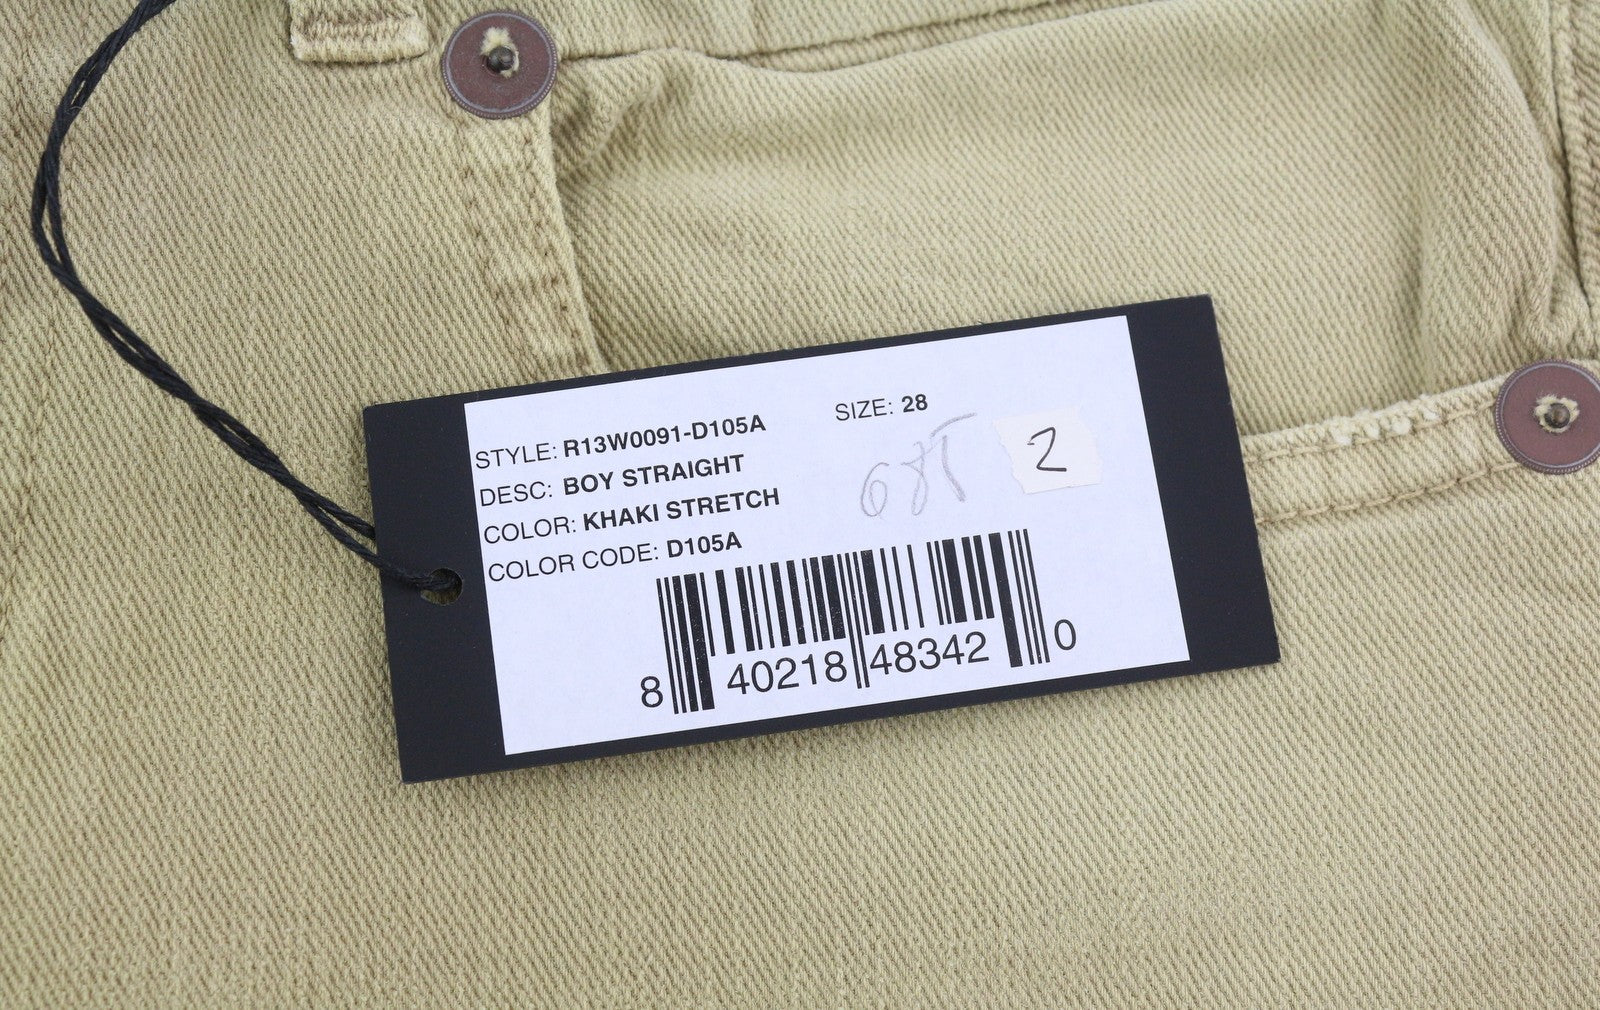 STYLE: R13W0091-D105A SIZE: 28
DESC: BOY STRAIGHT
COLOR: KHAKI STRETCH
COLOR CODE: D105A
2
8 40218 48342 0